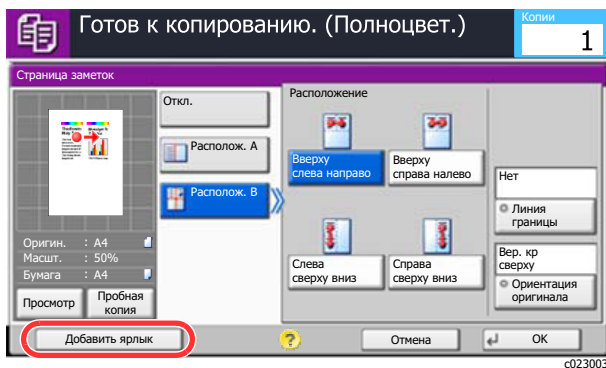 Готов к копированию. (Полноцвет.)
Копии
1
Страница заметок
Откл.
Располож. A
Располож. B
Оригин. : A4
Масшт. : 50%
Бумага : A4
Просмотр
Пробная
копия
Расположение
Вверху
слева направо
Вверху
справа налево
Слева
сверху вниз
Справа
сверху вниз
Нет
Линия
границы
Вер. кр
сверху
Ориентация
оригинала
Добавить ярлык
?
Отмена
OK
c023003